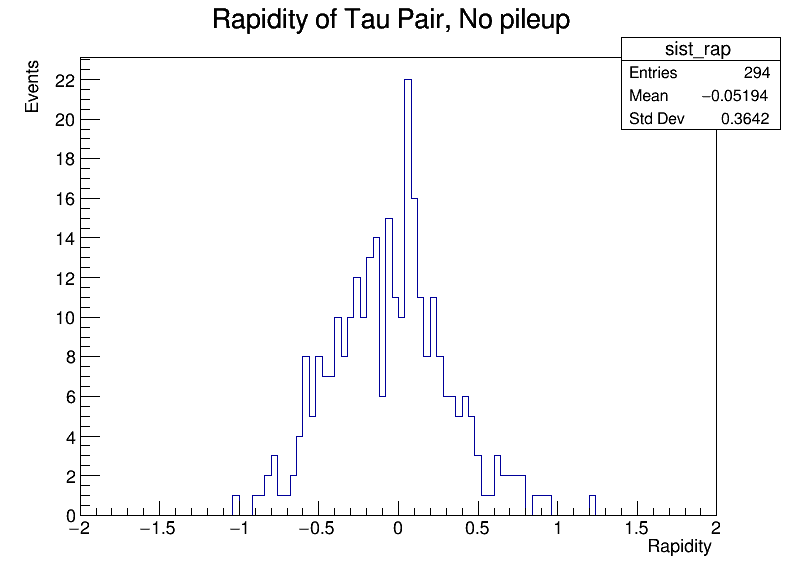 Rapidity of Tau Pair, No pileup
sist_rap
Entries 294
Mean −0.05194
Std Dev 0.3642
Events
22
20
18
16
14
12
10
8
6
4
2
0
−2 −1.5 −1 −0.5 0 0.5 1 1.5 2
Rapidity